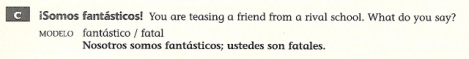 C ¡Somos fantásticos! You are teasing a friend from a rival school. What do you say?
MODELO fantástico / fatal
Nosotros somos fantásticos; ustedes son fatales.